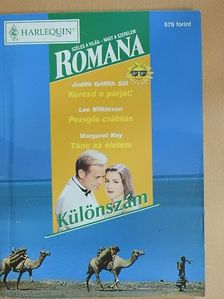 HARLEQUIN®
579 forint
SZÉLES A VILÁG - NAGY A SZERELEM
ROMANA
Judith Griffith Gill
Keresd a párját!
Lee Wilkinson
Pezsgős csábítás
Margaret Way
Tánc az életem
Különszám